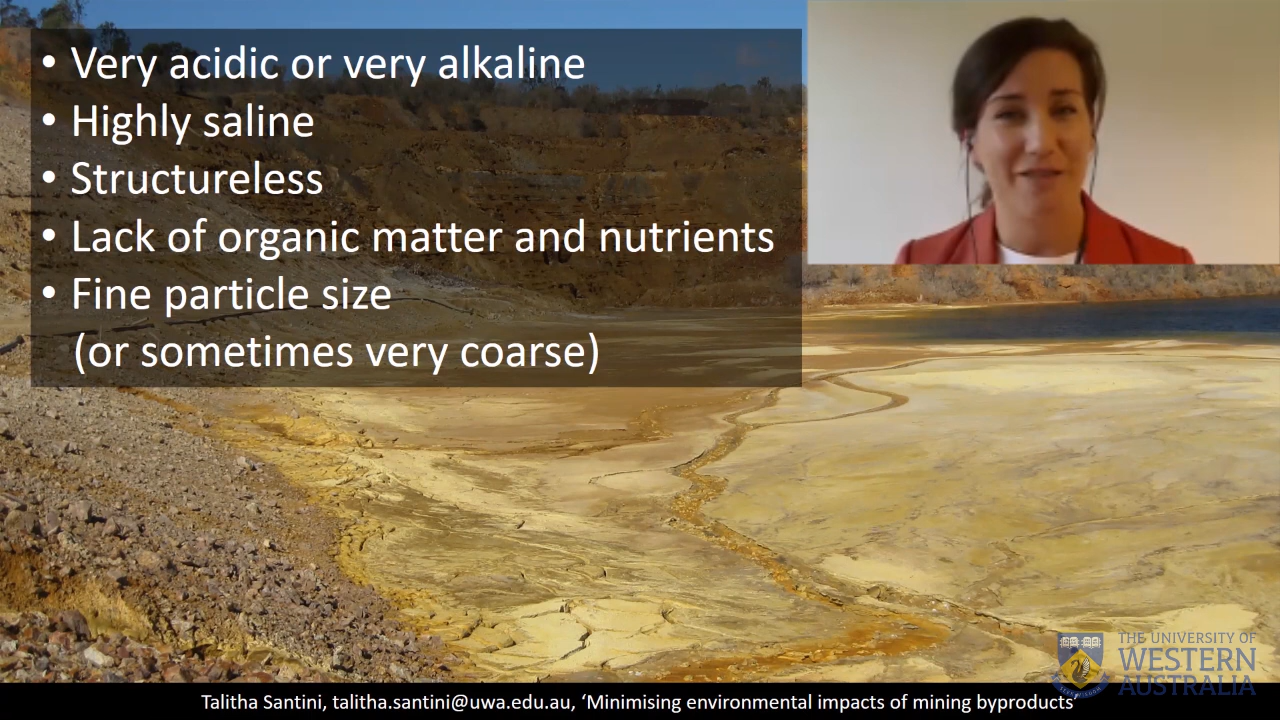 • Very acidic or very alkaline
• Highly saline
• Structureless
• Lack of organic matter and nutrients
• Fine particle size
(or sometimes very coarse)
THE UNIVERSITY OF
WESTERN
AUSTRALIA
Talitha Santini, talitha.santini@uwa.edu.au, ‘Minimising environmental impacts of mining byproducts’